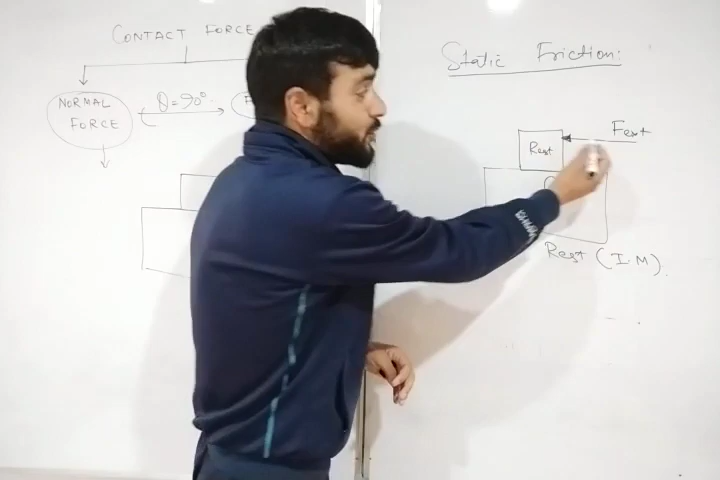 CONTACT FORCE
NORMAL
FORCE
θ = 90°
Static Friction:
Fext
Rest
Rest (I.M).